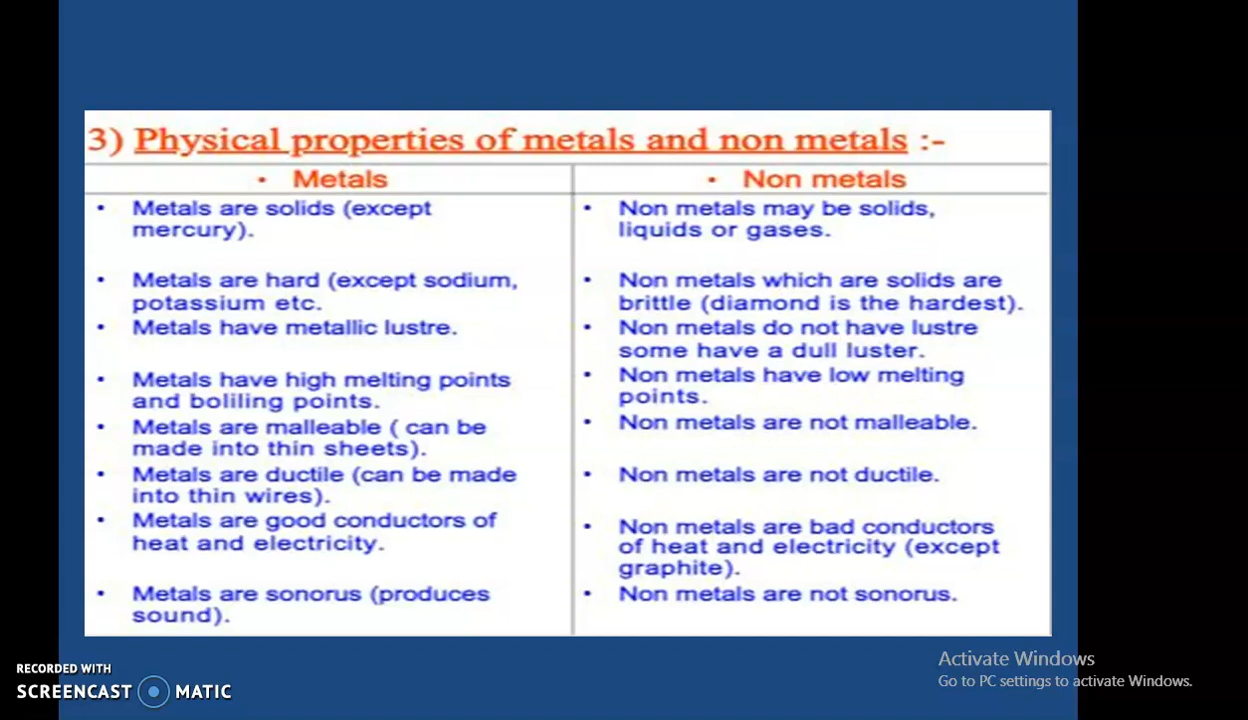 3) Physical properties of metals and non metals :-
• Metals
• Non metals
• Metals are solids (except
mercury).
• Non metals may be solids,
liquids or gases.
• Metals are hard (except sodium,
potassium etc.
• Non metals which are solids are
brittle (diamond is the hardest).
• Metals have metallic lustre.
• Non metals do not have lustre
some have a dull luster.
• Metals have high melting points
and boliling points.
• Non metals have low melting
points.
• Metals are malleable ( can be
made into thin sheets).
• Non metals are not malleable.
• Metals are ductile (can be made
into thin wires).
• Non metals are not ductile.
• Metals are good conductors of
heat and electricity.
• Non metals are bad conductors
of heat and electricity (except
graphite).
• Metals are sonorus (produces
sound).
• Non metals are not sonorus.
RECORDED WITH
SCREENCAST MATIC
Activate Windows
Go to PC settings to activate Windows.